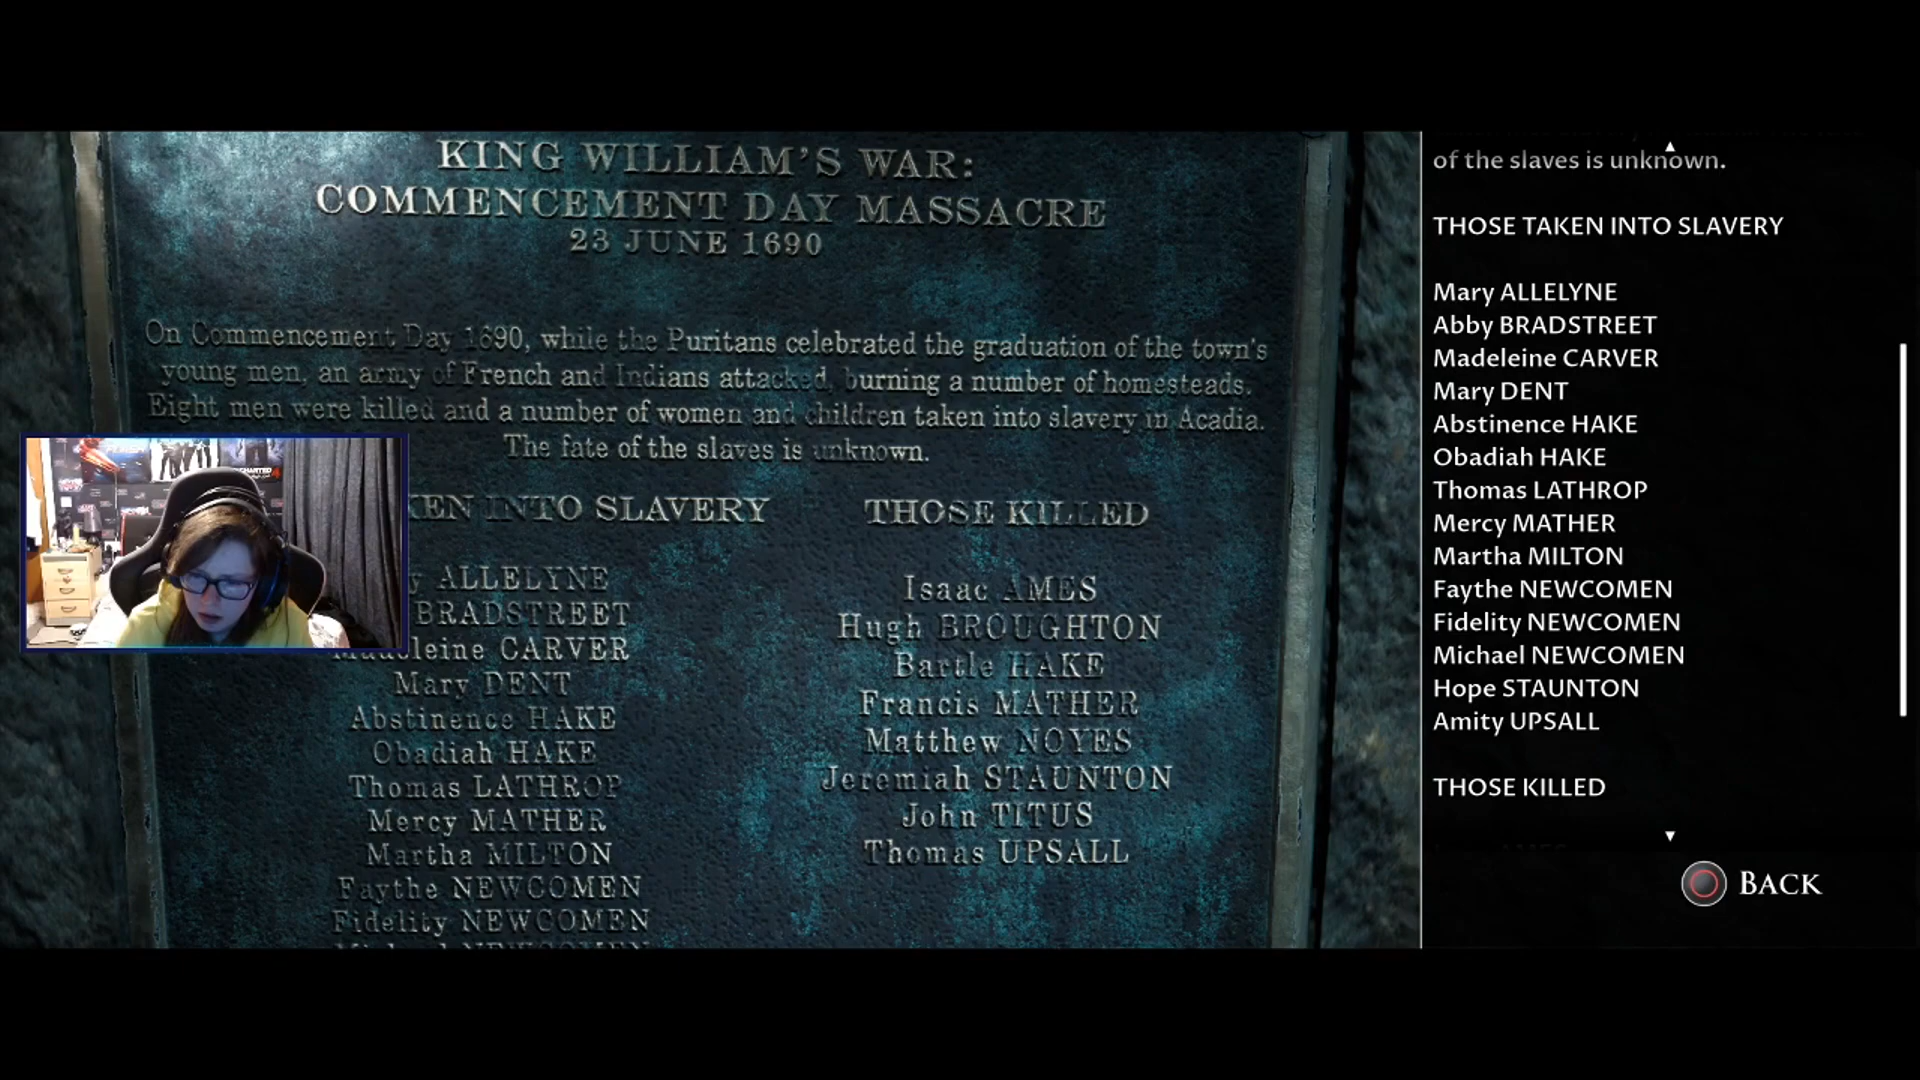 KING WILLIAM'S WAR:
COMMENCEMENT DAY MASSACRE
23 JUNE 1690
On Commencement Day 1690, while the Puritans celebrated the graduation of the town's
young men, an army of French and Indians attacked, burning a number of homesteads.
Eight men were killed and a number of women and children taken into slavery in Acadia.
The fate of the slaves is unknown.
INTO SLAVERY
ALLELYNE
BRADSTREET
CARVER
Mary DENT
Abstinence HAKE
Obadiah HAKE
Thomas LATHROP
Mercy MATHER
Martha MILTON
Faythe NEWCOMEN
Fidelity NEWCOMEN
THOSE KILLED
Isaac AMES
Hugh BROUGHTON
Bartle HAKE
Francis MATHER
Matthew NOYES
Jeremiah STAUNTON
John TITUS
Thomas UPSALL
UNCHARTED
of the slaves is unknown.
THOSE TAKEN INTO SLAVERY
Mary ALLELYNE
Abby BRADSTREET
Madeleine CARVER
Mary DENT
Abstinence HAKE
Obadiah HAKE
Thomas LATHROP
Mercy MATHER
Martha MILTON
Faythe NEWCOMEN
Fidelity NEWCOMEN
Michael NEWCOMEN
Hope STAUNTON
Amity UPSALL
THOSE KILLED
BACK